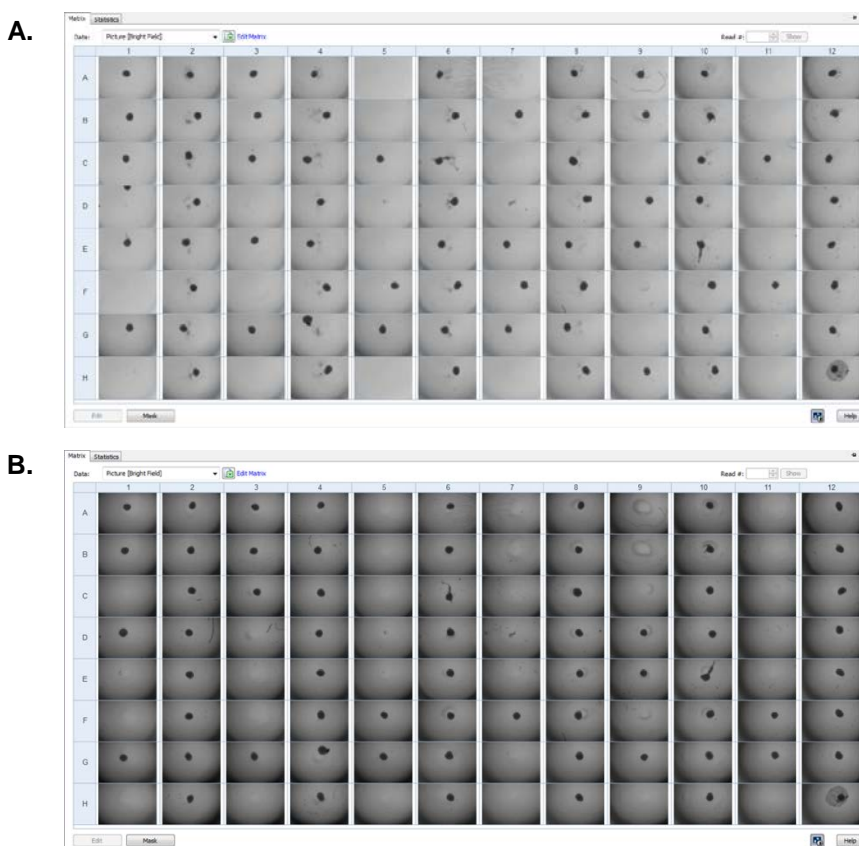 A.
Matrix Statistics
Data: Picture [Bright Field] Edit Matrix Read #: Show
1 2 3 4 5 6 7 8 9 10 11 12
A
B
C
D
E
F
G
H
Edit Mask Help
B.
Matrix Statistics
Data: Picture [Bright Field] Edit Matrix Read #: Show
1 2 3 4 5 6 7 8 9 10 11 12
A
B
C
D
E
F
G
H
Edit Mask Help